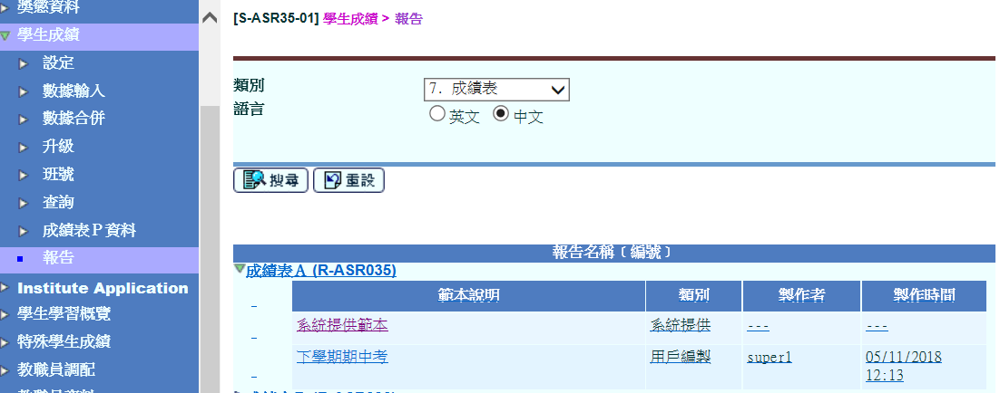 獎懲資料
學生成績
設定
數據輸入
數據合併
升級
班號
查詢
成績表P資料
報告
Institute Application
學生學習概覽
特殊學生成績
教職員調配
[S-ASR35-01] 學生成績 > 報告
類別
7. 成績表
語言
英文 中文
搜尋 重設
報告名稱﹝編號﹞
成績表A (R-ASR035)
範本說明 類別 製作者 製作時間
系統提供範本 系統提供 --- ---
下學期期中考 用戶編製 super1 05/11/2018
12:13